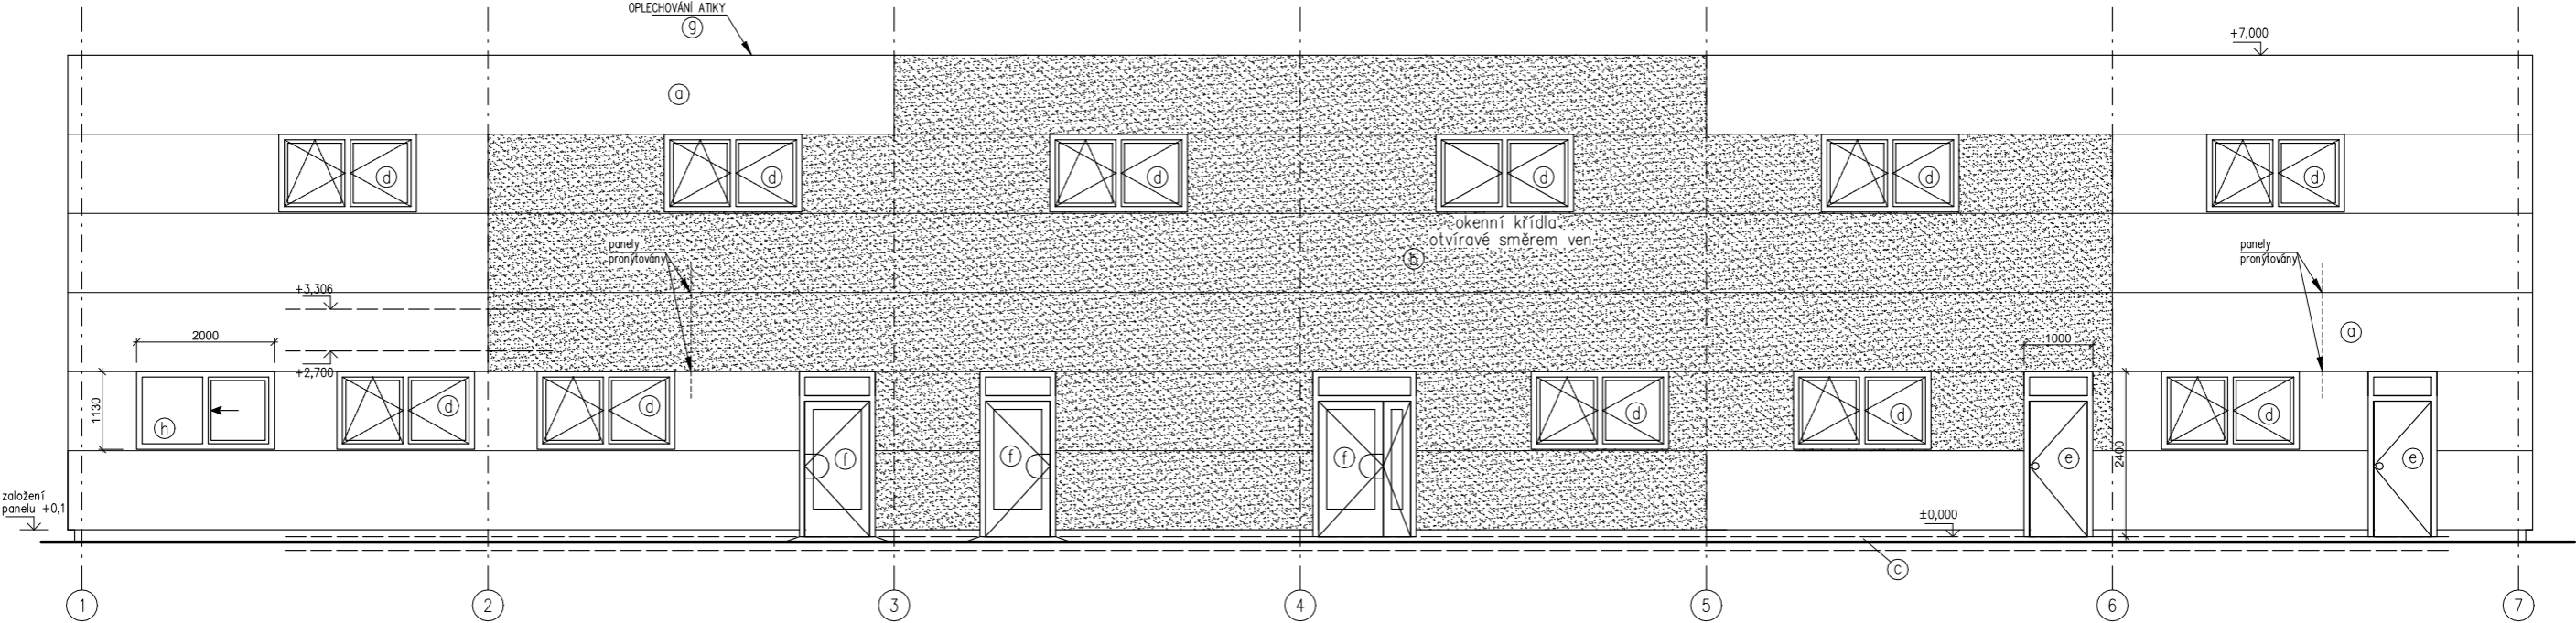 OPLECHOVÁNÍ ATIKY
g
+7,000
a
d
d
d
d
d
d
okenní křídla
otvíravé směrem ven
b
panely
pronýtovány
panely
pronýtovány
+3,306
2000
+2,700
1130
a
1000
2400
h
d
d
f
f
f
d
d
e
d
e
založení
panelu +0,1
±0,000
c
1
2
3
4
5
6
7